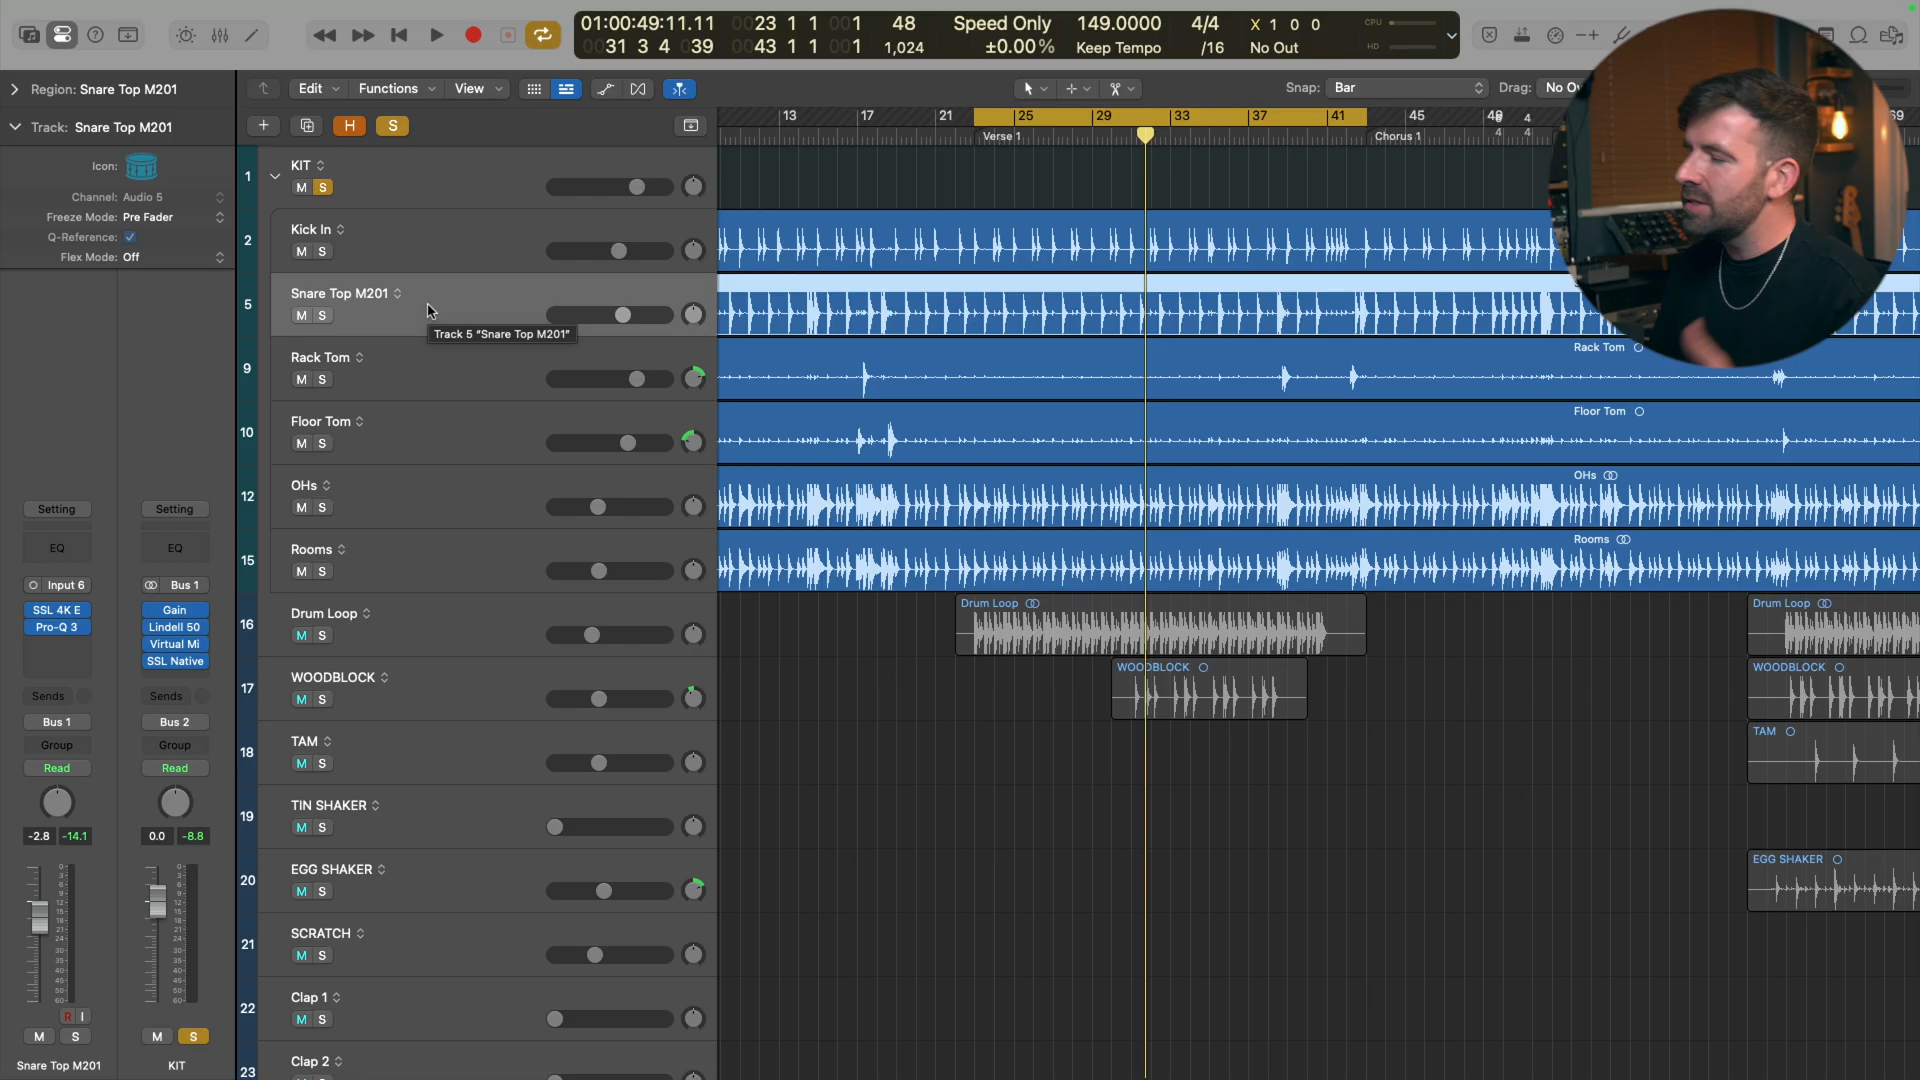 01:00:49:11.11
0023 1 1 001
48
Speed Only
149.0000
4/4
X 1 0 0
CPU
0031 3 4 039
0043 1 1 001
1,024
±0.00%
Keep Tempo
/16
No Out
HD
Region: Snare Top M201
Edit
Functions
View
Snap: Bar
Drag:
Track: Snare Top M201
H
S
13
17
21
25
29
33
37
41
45
49
69
4
4
Verse 1
Chorus 1
Icon:
Channel: Audio 5
Freeze Mode: Pre Fader
Q-Reference:
Flex Mode: Off
1
KIT
M S
2
Kick In
M S
5
Snare Top M201
M S
Track 5 "Snare Top M201"
9
Rack Tom
M S
Rack Tom
10
Floor Tom
M S
Floor Tom
12
OHs
M S
OHs
15
Rooms
M S
Rooms
16
Drum Loop
M S
Drum Loop
Drum Loop
17
WOODBLOCK
M S
WOODBLOCK
WOODBLOCK
18
TAM
M S
TAM
19
TIN SHAKER
M S
20
EGG SHAKER
M S
EGG SHAKER
21
SCRATCH
M S
22
Clap 1
M S
23
Clap 2
Setting
Setting
EQ
EQ
Input 6
Bus 1
SSL 4K E
Gain
Pro-Q 3
Lindell 50
Virtual Mi
SSL Native
Sends
Sends
Bus 1
Bus 2
Group
Group
Read
Read
-2.8
-14.1
0.0
-8.8
R I
M S
M S
Snare Top M201
KIT